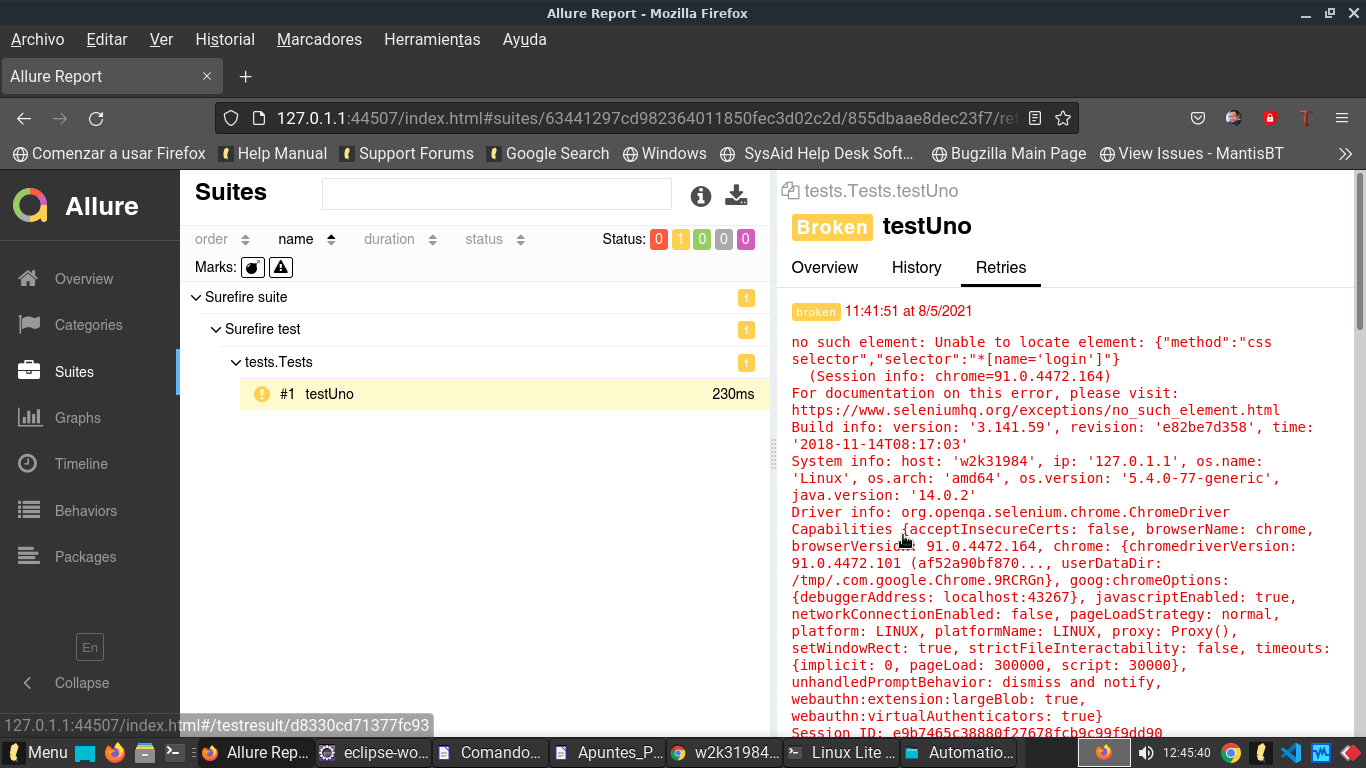 Allure Report - Mozilla Firefox
Archivo Editar Ver Historial Marcadores Herramientas Ayuda
Allure Report
127.0.1.1:44507/index.html#suites/63441297cd982364011850fec3d02c2d/855dbaae8dec23f7/ret
Comenzar a usar Firefox Help Manual Support Forums Google Search Windows SysAid Help Desk Soft… Bugzilla Main Page View Issues - MantisBT
Allure
Overview
Categories
Suites
Graphs
Timeline
Behaviors
Packages
En
Collapse
Suites
order name duration status Status: 0 1 0 0 0
Marks:
Surefire suite 1
Surefire test 1
tests.Tests 1
#1 testUno 230ms
tests.Tests.testUno
Broken testUno
Overview History Retries
broken 11:41:51 at 8/5/2021
no such element: Unable to locate element: {"method":"css
selector","selector":"*[name='login']"}
(Session info: chrome=91.0.4472.164)
For documentation on this error, please visit:
https://www.seleniumhq.org/exceptions/no_such_element.html
Build info: version: '3.141.59', revision: 'e82be7d358', time:
'2018-11-14T08:17:03'
System info: host: 'w2k31984', ip: '127.0.1.1', os.name:
'Linux', os.arch: 'amd64', os.version: '5.4.0-77-generic',
java.version: '14.0.2'
Driver info: org.openqa.selenium.chrome.ChromeDriver
Capabilities {acceptInsecureCerts: false, browserName: chrome,
browserVersion: 91.0.4472.164, chrome: {chromedriverVersion:
91.0.4472.101 (af52a90bf870..., userDataDir:
/tmp/.com.google.Chrome.9RCRGn}, goog:chromeOptions:
{debuggerAddress: localhost:43267}, javascriptEnabled: true,
networkConnectionEnabled: false, pageLoadStrategy: normal,
platform: LINUX, platformName: LINUX, proxy: Proxy(),
setWindowRect: true, strictFileInteractability: false, timeouts:
{implicit: 0, pageLoad: 300000, script: 30000},
unhandledPromptBehavior: dismiss and notify,
webauthn:extension:largeBlob: true,
webauthn:virtualAuthenticators: true}
Session ID: e9b7465c38880f27678fcb9c99f9dd90
127.0.1.1:44507/index.html#/testresult/d8330cd71377fc93
Menu Allure Rep… eclipse-wo… Comando… Apuntes_P… w2k31984… Linux Lite … Automatio… 12:45:40